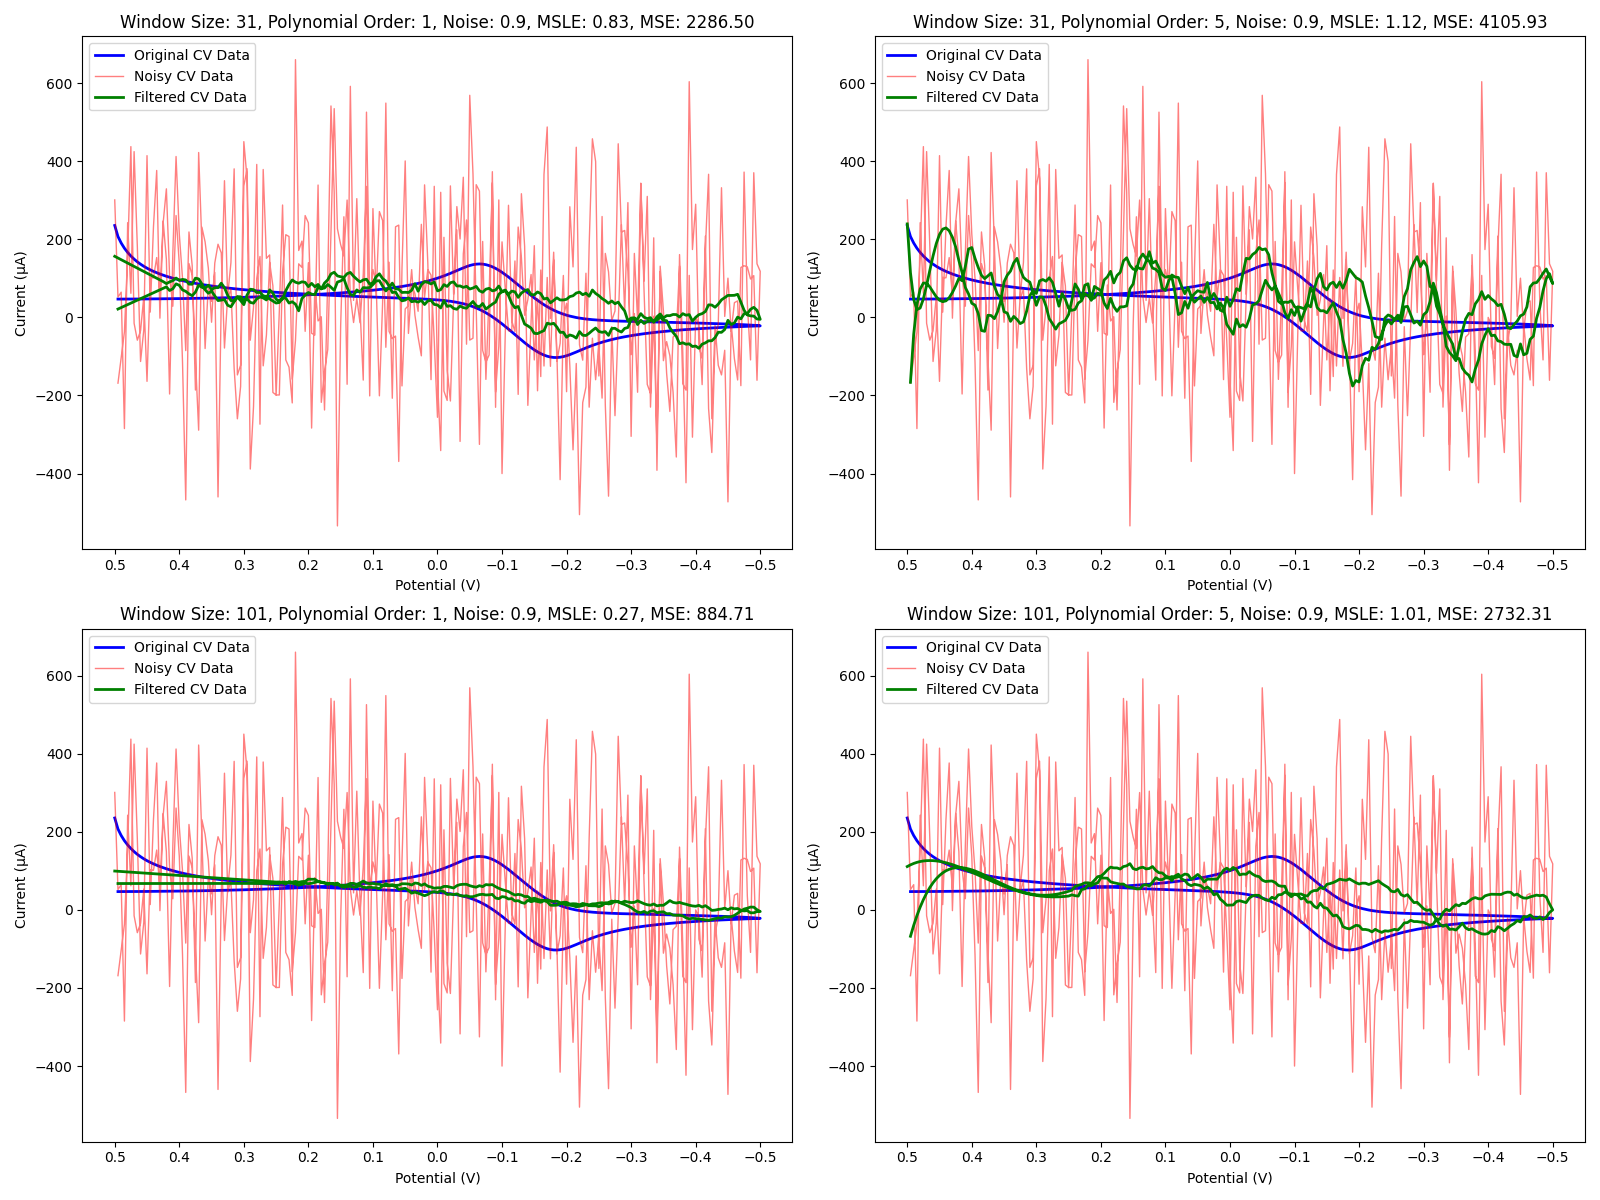 Window Size: 31, Polynomial Order: 1, Noise: 0.9, MSLE: 0.83, MSE: 2286.50
Original CV Data
Noisy CV Data
Filtered CV Data
600
400
200
0
−200
−400
Current (μA)
0.5 0.4 0.3 0.2 0.1 0.0 −0.1 −0.2 −0.3 −0.4 −0.5
Potential (V)
Window Size: 31, Polynomial Order: 5, Noise: 0.9, MSLE: 1.12, MSE: 4105.93
Original CV Data
Noisy CV Data
Filtered CV Data
600
400
200
0
−200
−400
Current (μA)
0.5 0.4 0.3 0.2 0.1 0.0 −0.1 −0.2 −0.3 −0.4 −0.5
Potential (V)
Window Size: 101, Polynomial Order: 1, Noise: 0.9, MSLE: 0.27, MSE: 884.71
Original CV Data
Noisy CV Data
Filtered CV Data
600
400
200
0
−200
−400
Current (μA)
0.5 0.4 0.3 0.2 0.1 0.0 −0.1 −0.2 −0.3 −0.4 −0.5
Potential (V)
Window Size: 101, Polynomial Order: 5, Noise: 0.9, MSLE: 1.01, MSE: 2732.31
Original CV Data
Noisy CV Data
Filtered CV Data
600
400
200
0
−200
−400
Current (μA)
0.5 0.4 0.3 0.2 0.1 0.0 −0.1 −0.2 −0.3 −0.4 −0.5
Potential (V)